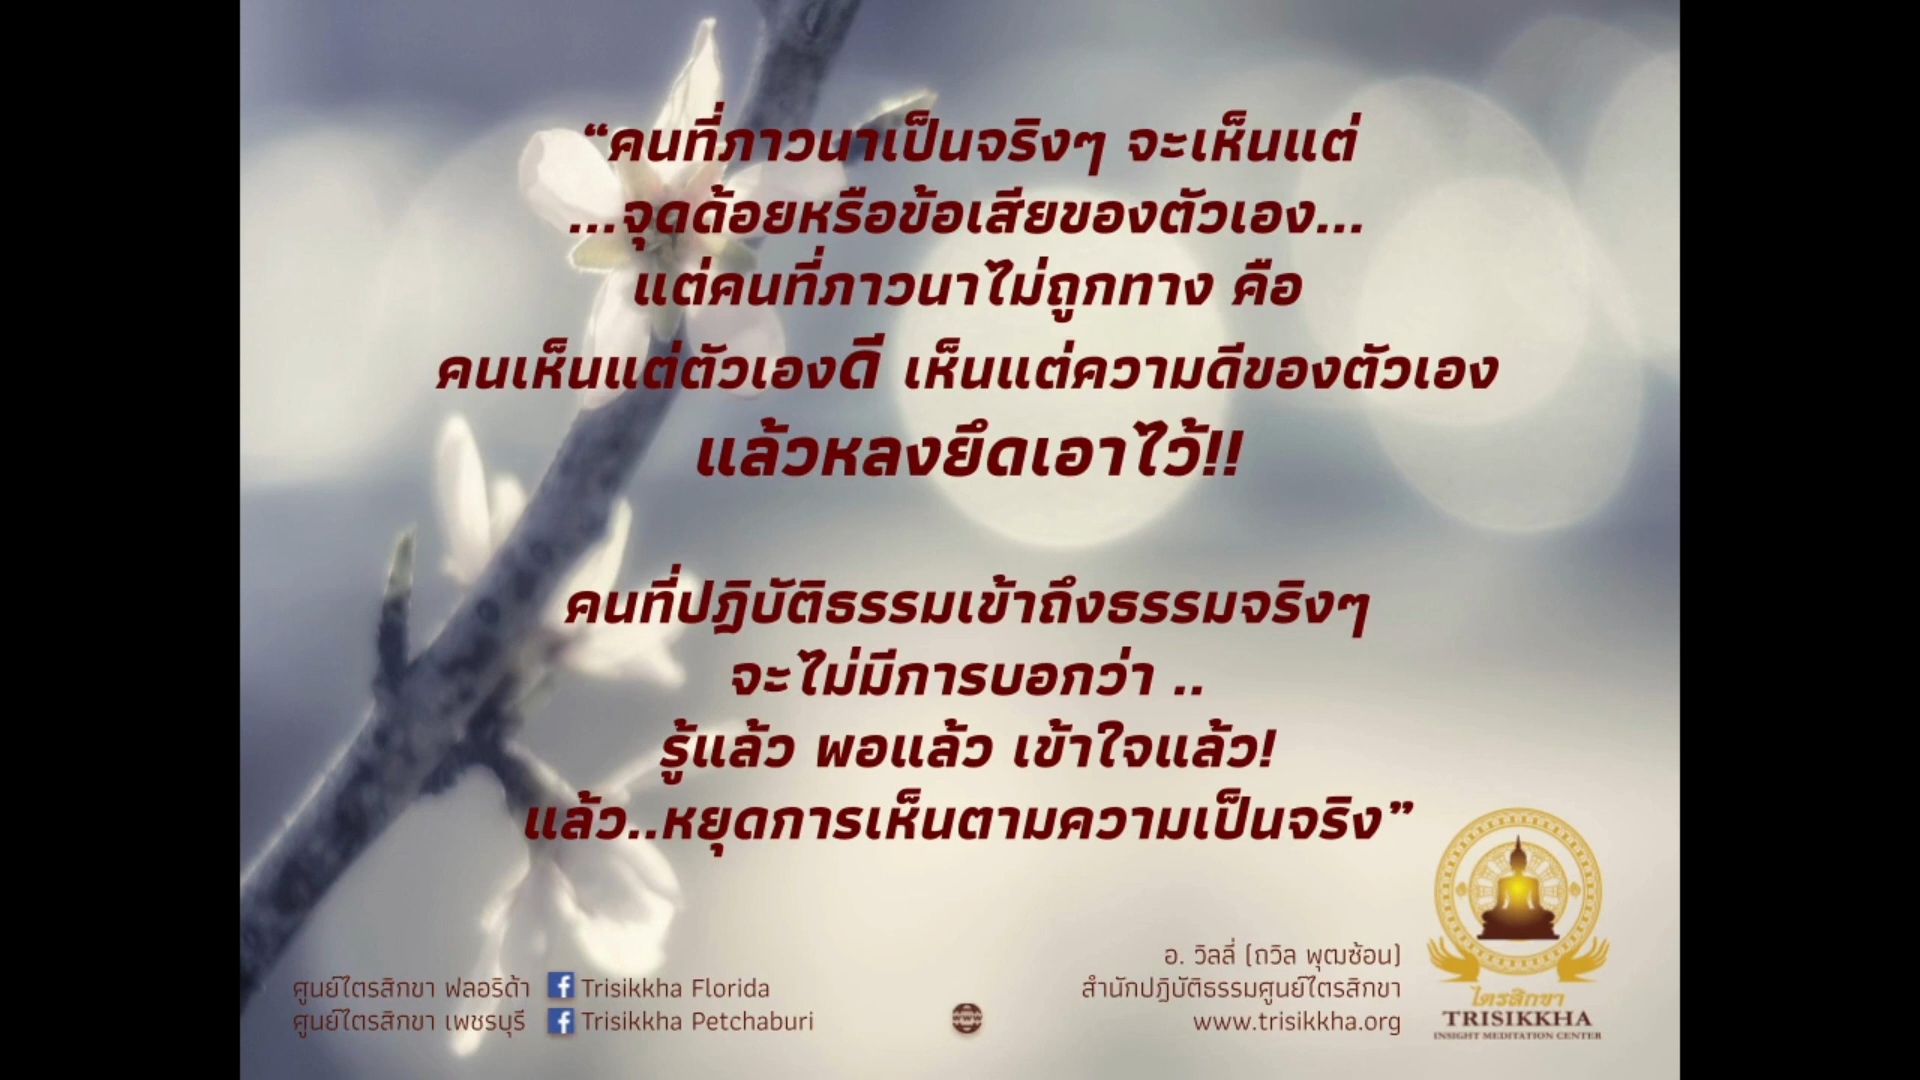 “คนที่ภาวนาเป็นจริงๆ จะเห็นแต่
...จุดด้อยหรือข้อเสียของตัวเอง...
แต่คนที่ภาวนาไม่ถูกทาง คือ
คนเห็นแต่ตัวเองดี เห็นแต่ความดีของตัวเอง
แล้วหลงยึดเอาไว้!!
คนที่ปฏิบัติธรรมเข้าถึงธรรมจริงๆ
จะไม่มีการบอกว่า ..
รู้แล้ว พอแล้ว เข้าใจแล้ว!
แล้ว..หยุดการเห็นตามความเป็นจริง”
ศูนย์ไตรสิกขา ฟลอริด้า f Trisikkha Florida
ศูนย์ไตรสิกขา เพชรบุรี f Trisikkha Petchaburi
www
อ. วิลลี่ (ถวิล พุฒซ้อน)
สำนักปฏิบัติธรรมศูนย์ไตรสิกขา
www.trisikkha.org
ไตรสิกขา
TRISIKKHA
INSIGHT MEDITATION CENTER